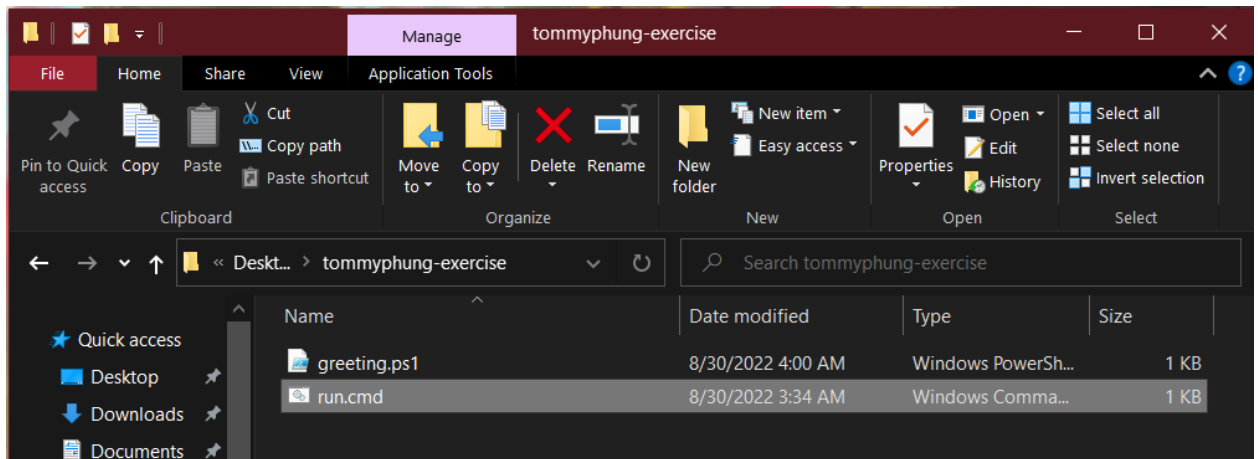 Manage tommyphung-exercise
File Home Share View Application Tools
Pin to Quick access
Copy
Paste
Cut
Copy path
Paste shortcut
Clipboard
Move to
Copy to
Delete
Rename
Organize
New folder
New item
Easy access
New
Properties
Open
Edit
History
Open
Select all
Select none
Invert selection
Select
« Deskt... > tommyphung-exercise
Search tommyphung-exercise
Quick access
Desktop
Downloads
Documents
Name Date modified Type Size
greeting.ps1 8/30/2022 4:00 AM Windows PowerSh... 1 KB
run.cmd 8/30/2022 3:34 AM Windows Comma... 1 KB